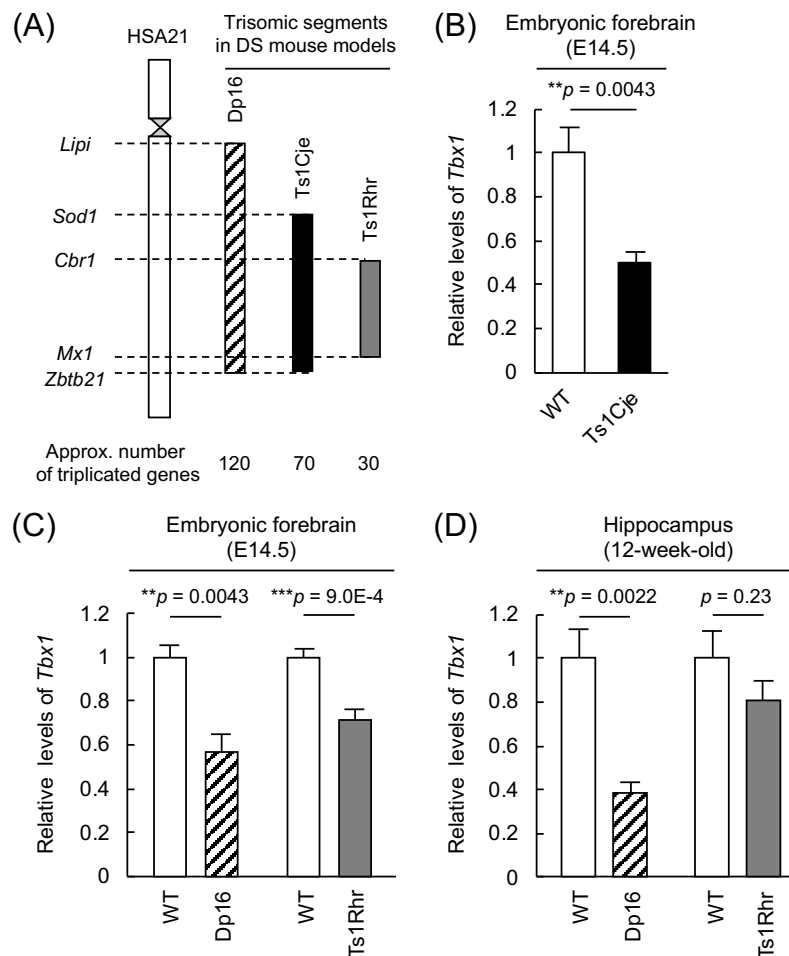 (A)
HSA21
Trisomic segments
in DS mouse models
Dp16
Ts1Cje
Ts1Rhr
Lipi
Sod1
Cbr1
Mx1
Zbtb21
Approx. number
of triplicated genes
120
70
30
(B)
Embryonic forebrain
(E14.5)
**p = 0.0043
Relative levels of Tbx1
1.2
1
0.8
0.6
0.4
0.2
0
WT
Ts1Cje
(C)
Embryonic forebrain
(E14.5)
**p = 0.0043
***p = 9.0E-4
Relative levels of Tbx1
1.2
1
0.8
0.6
0.4
0.2
0
WT
Dp16
WT
Ts1Rhr
(D)
Hippocampus
(12-week-old)
**p = 0.0022
p = 0.23
Relative levels of Tbx1
1.2
1
0.8
0.6
0.4
0.2
0
WT
Dp16
WT
Ts1Rhr